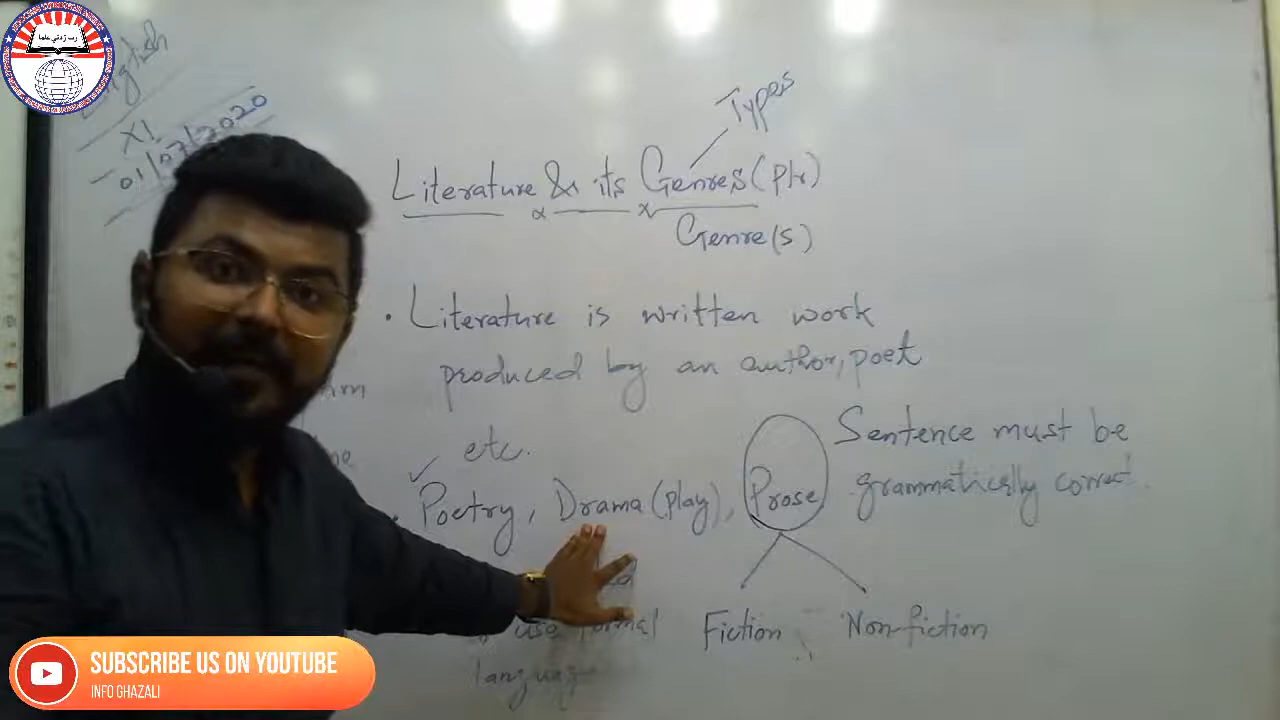 English
XI
01/07/2020
Types
Literature & its Genres (Plr)
Genre(s)
• Literature is written work
produced by an author, poet
etc.
Poetry, Drama (play), Prose
Sentence must be
grammatically correct.
use formal
language
Fiction
Non-fiction
SUBSCRIBE US ON YOUTUBE
INFO GHAZALI